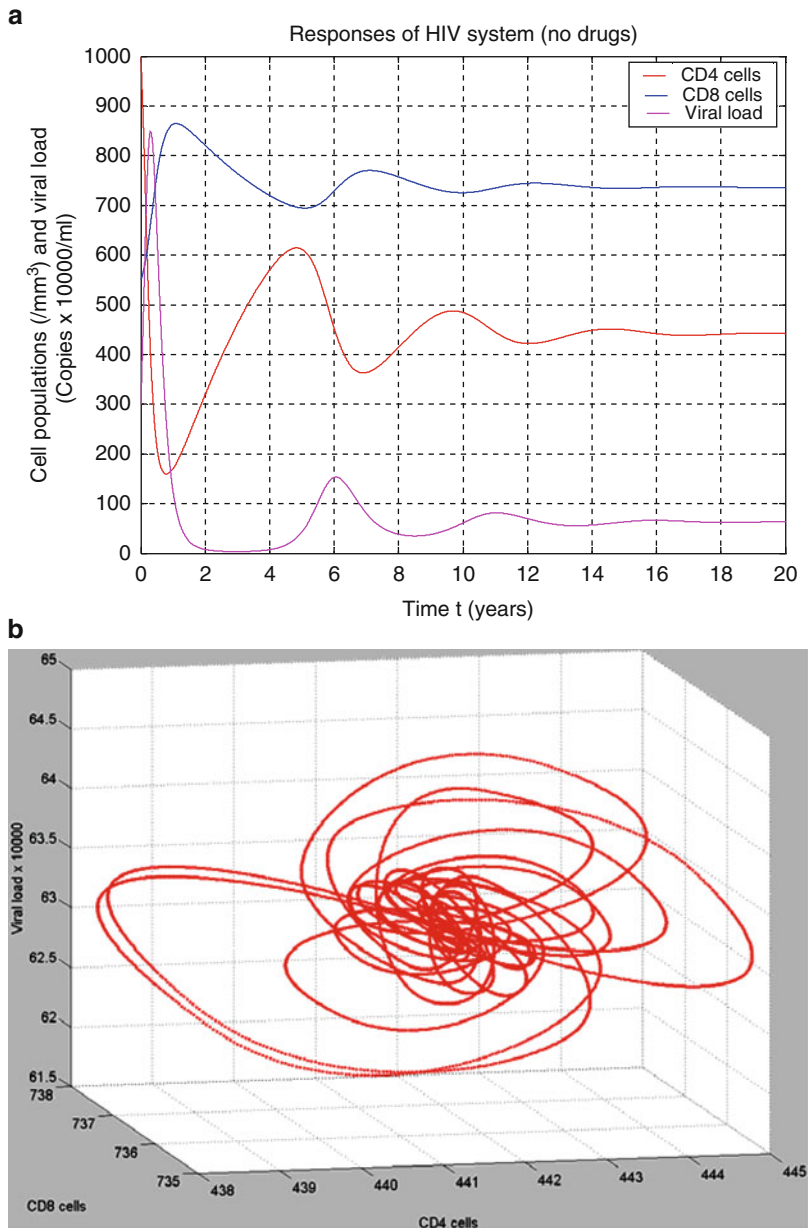 a
Responses of HIV system (no drugs)
CD4 cells
CD8 cells
Viral load
1000
900
800
700
600
500
400
300
200
100
0
Cell populations (/mm³) and viral load
(Copies x 10000/ml)
0 2 4 6 8 10 12 14 16 18 20
Time t (years)
b
65
64.5
64
63.5
63
62.5
62
61.5
Viral load x 10000
738
737
736
735
CD8 cells
438 439 440 441 442 443 444 445
CD4 cells